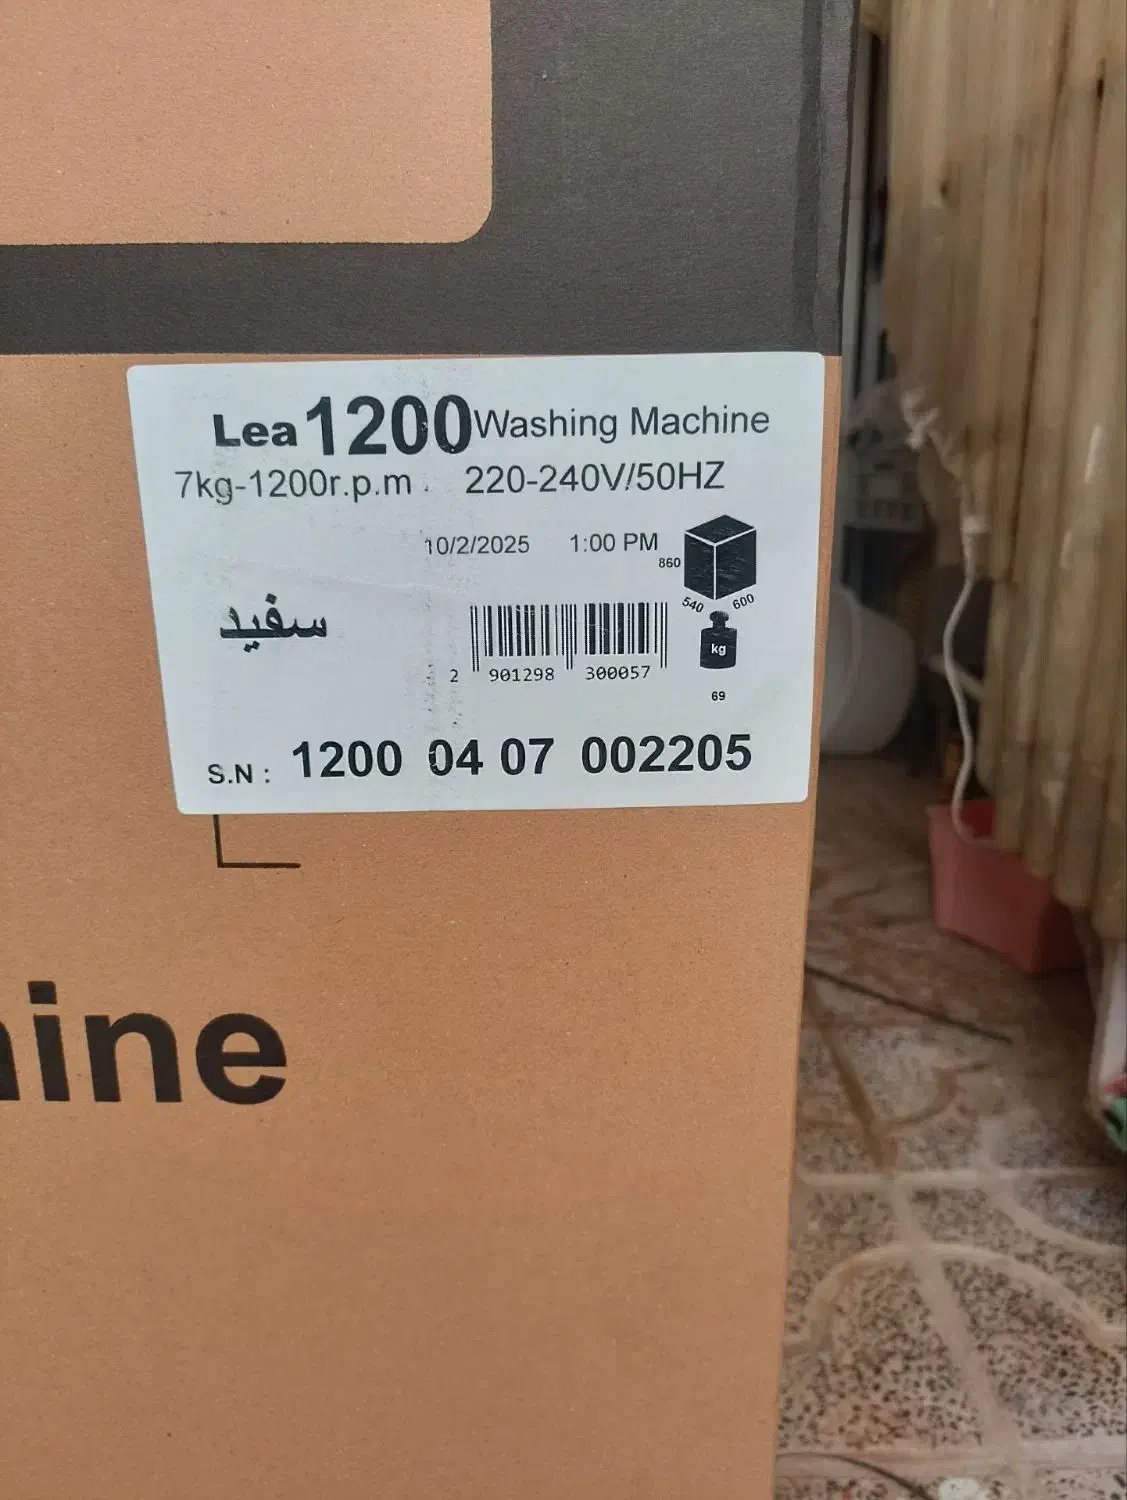 Lea 1200 Washing Machine
7kg-1200r.p.m. 220-240V/50HZ
10/2/2025 1:00 PM
860
540 600
سفید
kg
2 901298 300057
69
S.N : 1200 04 07 002205
ine